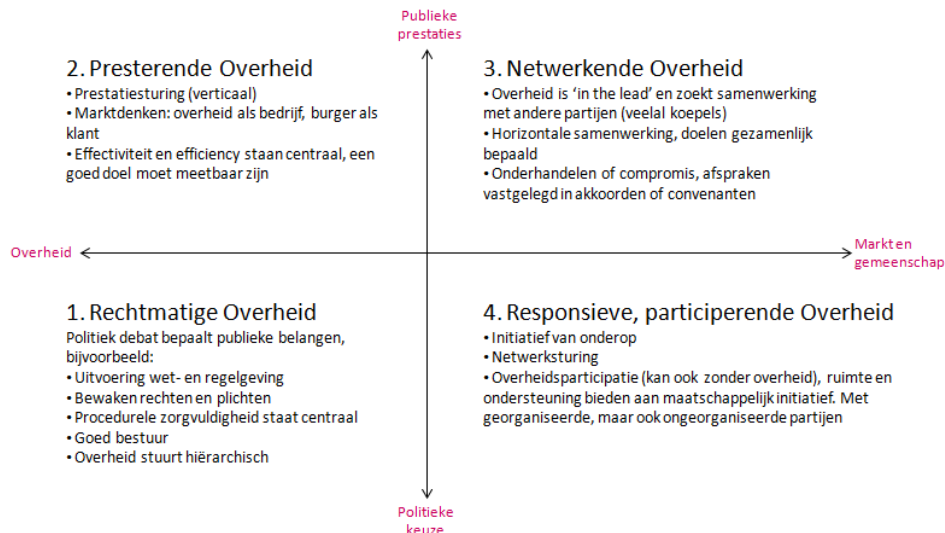 Publieke
prestaties
2. Presterende Overheid
• Prestatiesturing (verticaal)
• Marktdenken: overheid als bedrijf, burger als
klant
• Effectiviteit en efficiency staan centraal, een
goed doel moet meetbaar zijn
3. Netwerkende Overheid
• Overheid is ‘in the lead’ en zoekt samenwerking
met andere partijen (veelal koepels)
• Horizontale samenwerking, doelen gezamenlijk
bepaald
• Onderhandelen of compromis, afspraken
vastgelegd in akkoorden of convenanten
Overheid
Markt en
gemeenschap
1. Rechtmatige Overheid
Politiek debat bepaalt publieke belangen,
bijvoorbeeld:
• Uitvoering wet- en regelgeving
• Bewaken rechten en plichten
• Procedurele zorgvuldigheid staat centraal
• Goed bestuur
• Overheid stuurt hiërarchisch
4. Responsieve, participerende Overheid
• Initiatief van onderop
• Netwerksturing
• Overheidsparticipatie (kan ook zonder overheid), ruimte en
ondersteuning bieden aan maatschappelijk initiatief. Met
georganiseerde, maar ook ongeorganiseerde partijen
Politieke
keuze